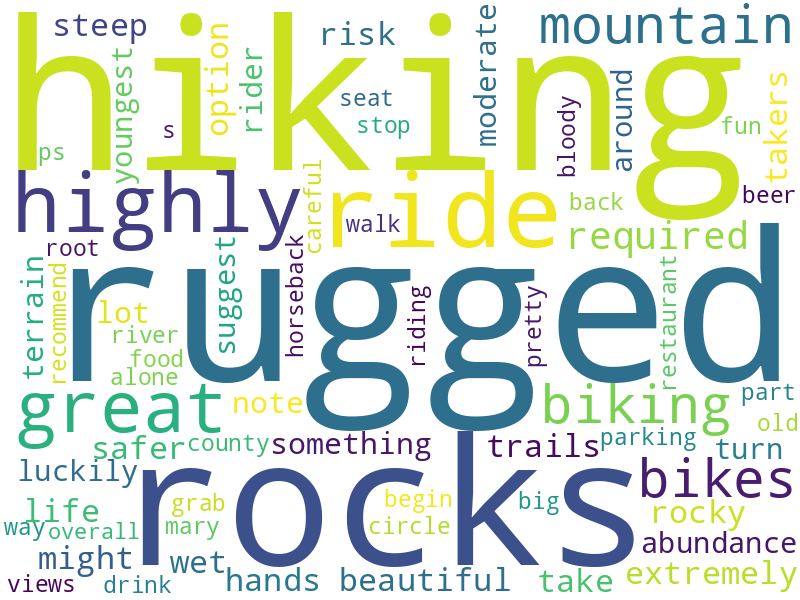 steep
risk
mountain
hiking
youngest
option
rider
seat
stop
moderate
bloody
around
fun
takers
s
ps
highly
ride
careful
walk
back
beer
required
root
rugged
terrain
recommend
lot
suggest
horseback
riding
pretty
restaurant
river
food
alone
great
note
biking
part
old
safer
county
something
trails
parking
turn
luckily
rocks
bikes
life
grab
begin
big
rocky
way
overall
mary
circle
abundance
might
wet
views
drink
hands
beautiful
take
extremely